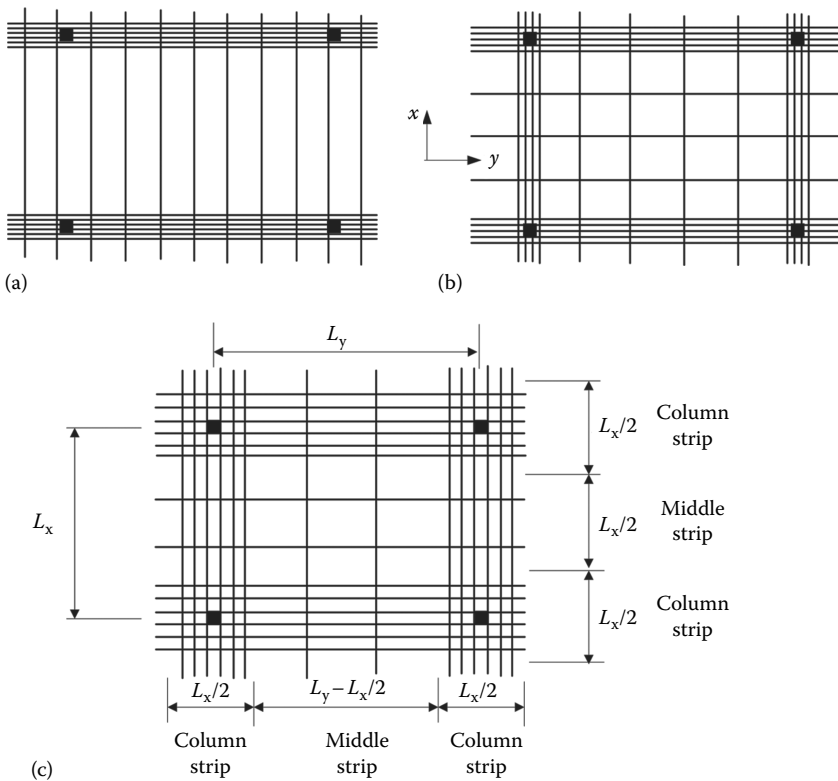 (a)
x
y
(b)
L_y
L_x
L_x/2
Column
strip
L_x/2
Middle
strip
L_x/2
Column
strip
L_x/2
L_y – L_x/2
L_x/2
Column
strip
Middle
strip
Column
strip
(c)